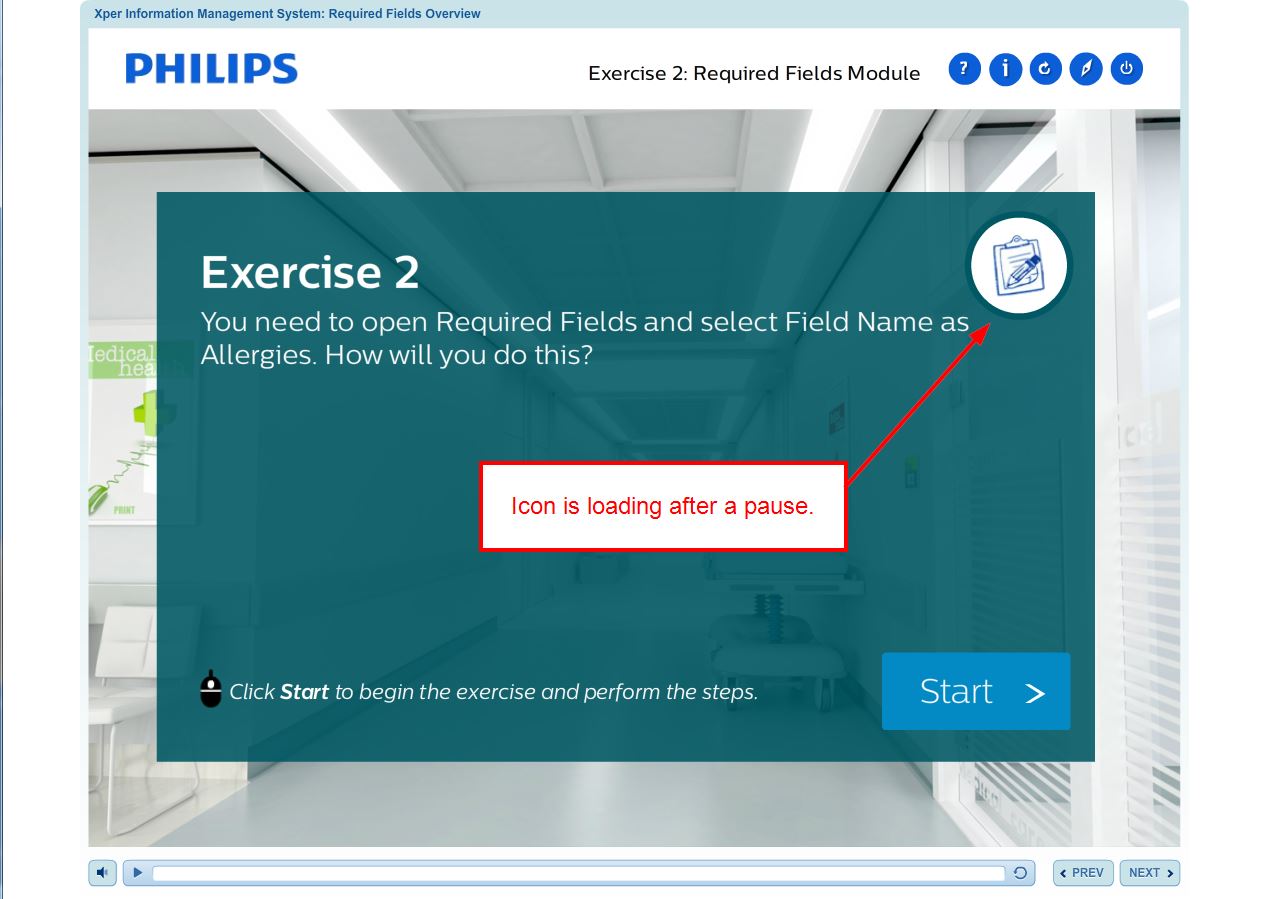 Xper Information Management System: Required Fields Overview
PHILIPS
Exercise 2: Required Fields Module
?
i
Exercise 2
You need to open Required Fields and select Field Name as
Allergies. How will you do this?
edical
hea
PRINT
Icon is loading after a pause.
Click Start to begin the exercise and perform the steps.
Start >
PREV
NEXT